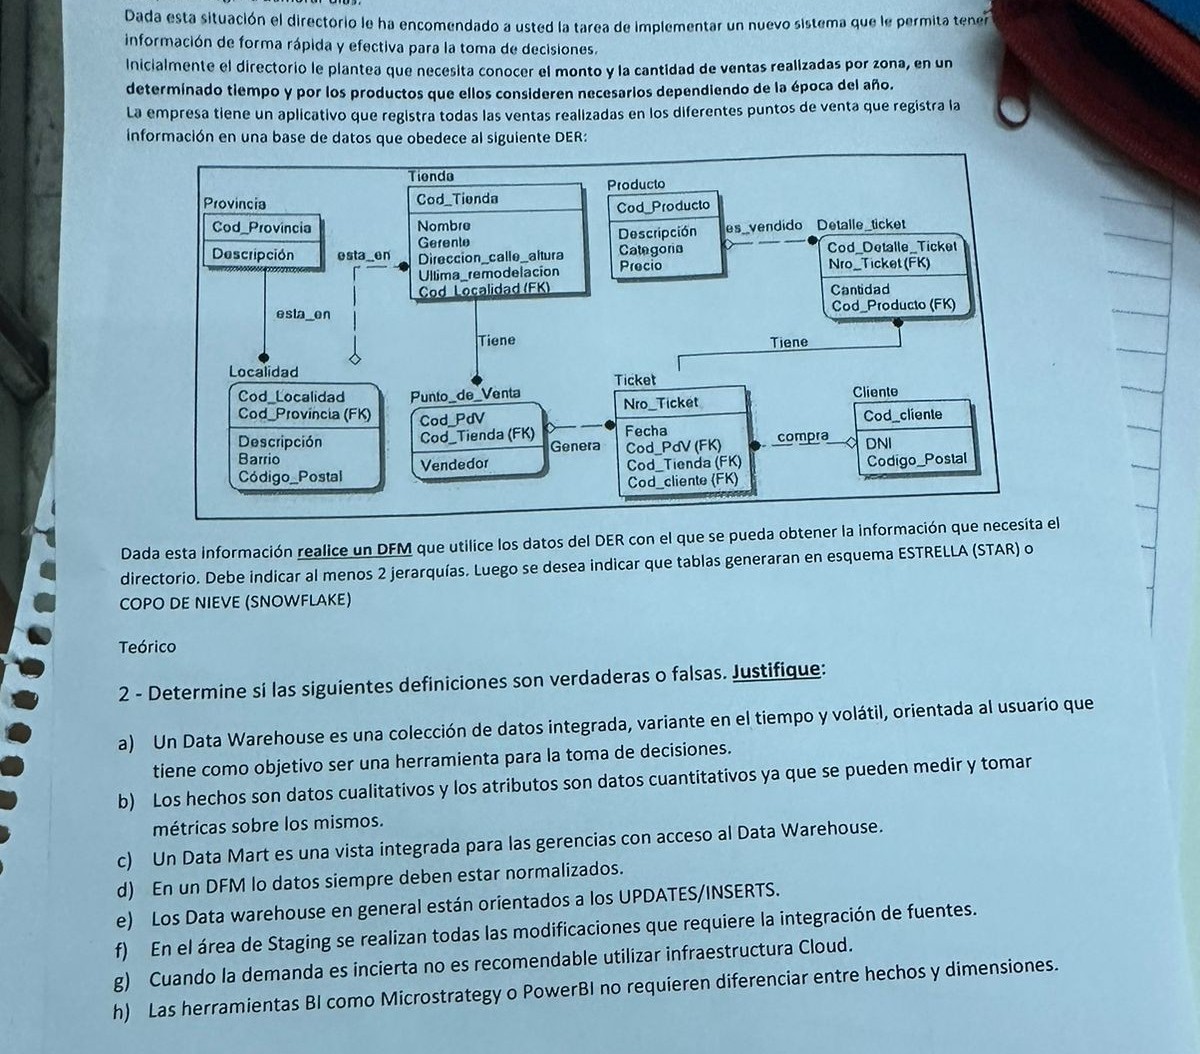 Dada esta situación el directorio le ha encomendado a usted la tarea de implementar un nuevo sistema que le permita tener
información de forma rápida y efectiva para la toma de decisiones.
Inicialmente el directorio le plantea que necesita conocer el monto y la cantidad de ventas realizadas por zona, en un
determinado tiempo y por los productos que ellos consideren necesarios dependiendo de la época del año.
La empresa tiene un aplicativo que registra todas las ventas realizadas en los diferentes puntos de venta que registra la
información en una base de datos que obedece al siguiente DER:
Provincia
Cod_Provincia
Descripción
esta_en
esta_en
Tienda
Cod_Tienda
Nombre
Gerente
Direccion_calle_altura
Ultima_remodelacion
Cod_Localidad (FK)
Tiene
Producto
Cod_Producto
Descripción
Categoria
Precio
es_vendido
Detalle_ticket
Cod_Detalle_Ticket
Nro_Ticket(FK)
Cantidad
Cod_Producto (FK)
Tiene
Localidad
Cod_Localidad
Cod_Provincia (FK)
Descripción
Barrio
Código_Postal
Punto_de_Venta
Cod_PdV
Cod_Tienda (FK)
Vendedor
Genera
Ticket
Nro_Ticket
Fecha
Cod_PdV (FK)
Cod_Tienda (FK)
Cod_cliente (FK)
compra
Cliente
Cod_cliente
DNI
Codigo_Postal
Dada esta información realice un DFM que utilice los datos del DER con el que se pueda obtener la información que necesita el
directorio. Debe indicar al menos 2 jerarquías. Luego se desea indicar que tablas generaran en esquema ESTRELLA (STAR) o
COPO DE NIEVE (SNOWFLAKE)
Teórico
2 - Determine si las siguientes definiciones son verdaderas o falsas. Justifique:
a) Un Data Warehouse es una colección de datos integrada, variante en el tiempo y volátil, orientada al usuario que
tiene como objetivo ser una herramienta para la toma de decisiones.
b) Los hechos son datos cualitativos y los atributos son datos cuantitativos ya que se pueden medir y tomar
métricas sobre los mismos.
c) Un Data Mart es una vista integrada para las gerencias con acceso al Data Warehouse.
d) En un DFM lo datos siempre deben estar normalizados.
e) Los Data warehouse en general están orientados a los UPDATES/INSERTS.
f) En el área de Staging se realizan todas las modificaciones que requiere la integración de fuentes.
g) Cuando la demanda es incierta no es recomendable utilizar infraestructura Cloud.
h) Las herramientas BI como Microstrategy o PowerBI no requieren diferenciar entre hechos y dimensiones.